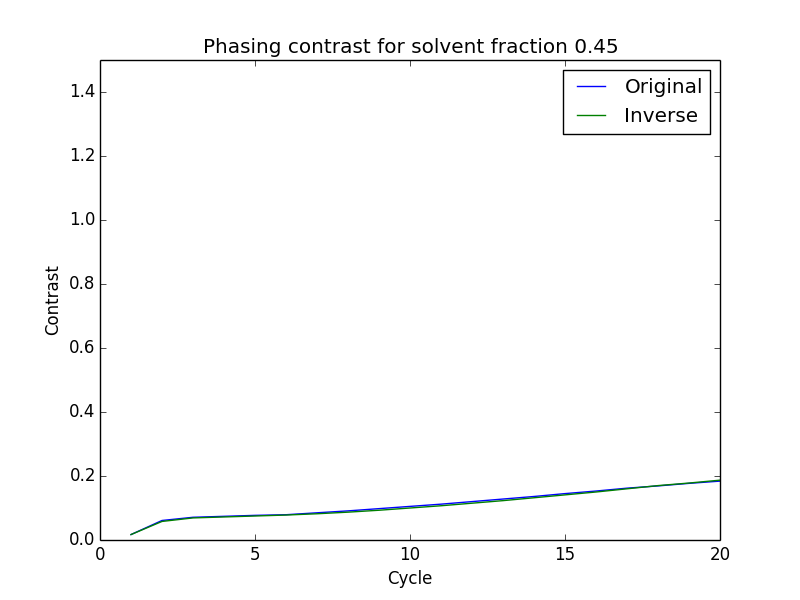 Phasing contrast for solvent fraction 0.45
Original
Inverse
1.4
1.2
1.0
0.8
0.6
0.4
0.2
0.0
Contrast
0 5 10 15 20
Cycle